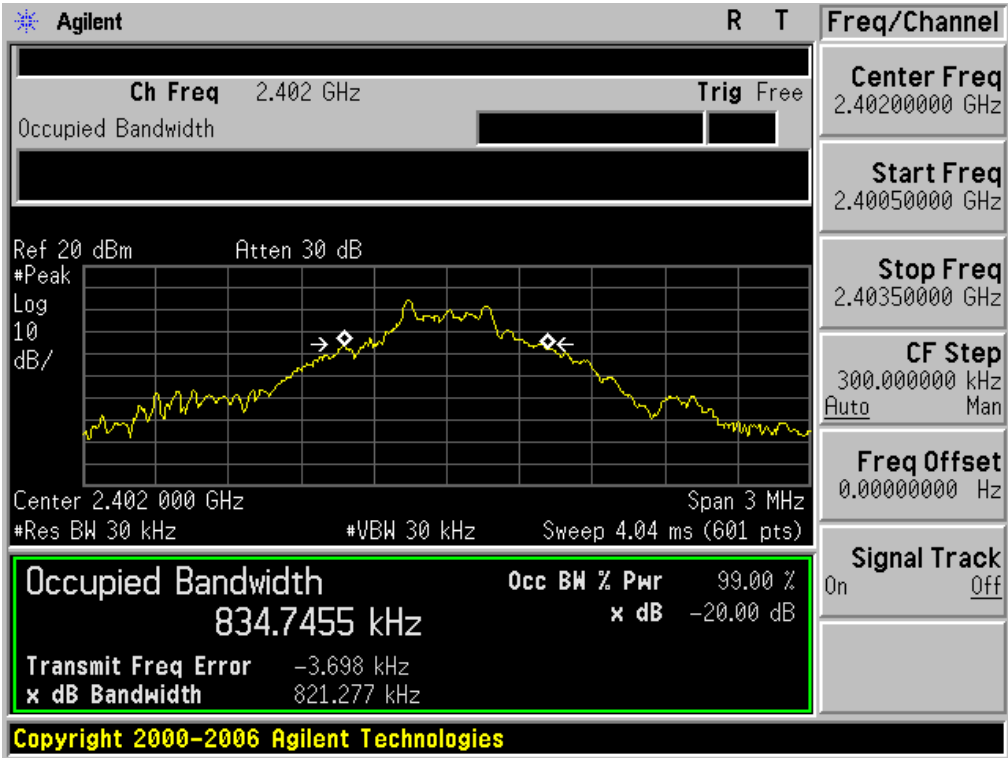 Agilent R T
Freq/Channel
Ch Freq 2.402 GHz Trig Free
Occupied Bandwidth
Ref 20 dBm Atten 30 dB
#Peak
Log
10
dB/
Center 2.402 000 GHz Span 3 MHz
#Res BW 30 kHz #VBW 30 kHz Sweep 4.04 ms (601 pts)
Occupied Bandwidth
834.7455 kHz
Occ BW % Pwr 99.00 %
x dB -20.00 dB
Transmit Freq Error -3.698 kHz
x dB Bandwidth 821.277 kHz
Center Freq
2.40200000 GHz
Start Freq
2.40050000 GHz
Stop Freq
2.40350000 GHz
CF Step
300.000000 kHz
Auto Man
Freq Offset
0.00000000 Hz
Signal Track
On Off
Copyright 2000-2006 Agilent Technologies